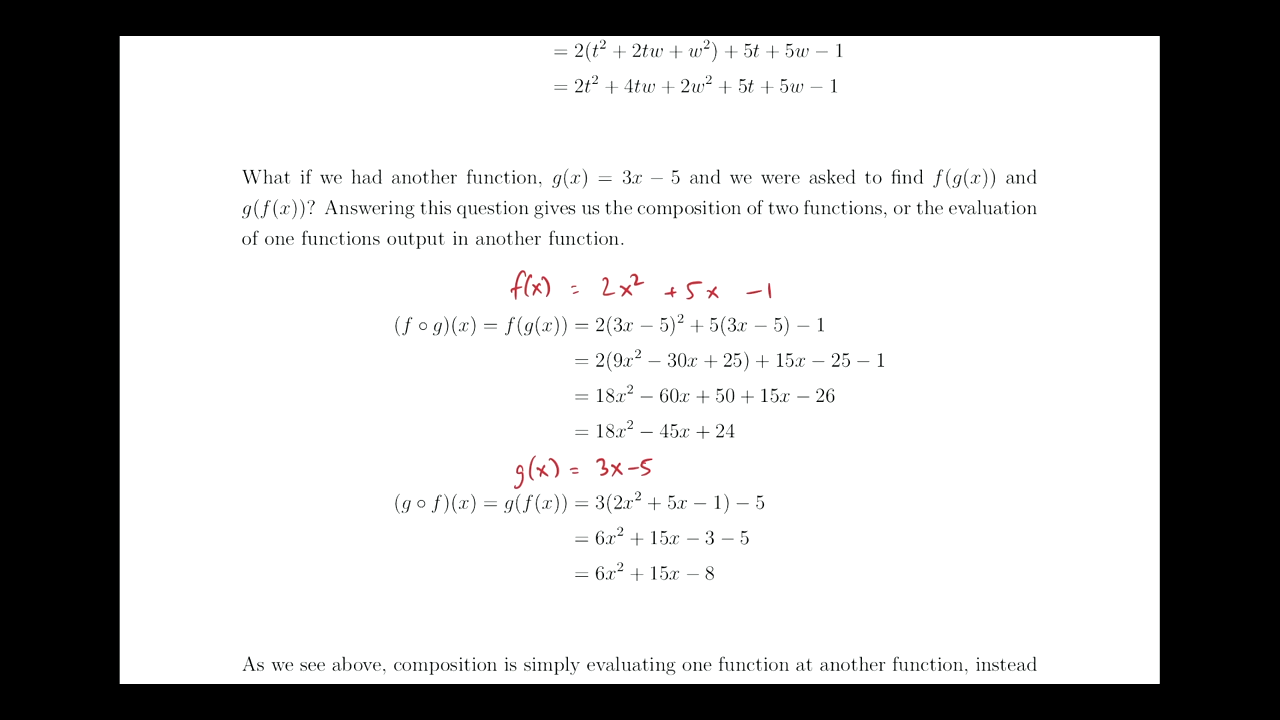 = 2(t² + 2tw + w²) + 5t + 5w − 1
= 2t² + 4tw + 2w² + 5t + 5w − 1
What if we had another function, g(x) = 3x − 5 and we were asked to find f(g(x)) and
g(f(x))? Answering this question gives us the composition of two functions, or the evaluation
of one functions output in another function.
f(x) = 2x² + 5x − 1
(f ∘ g)(x) = f(g(x)) = 2(3x − 5)² + 5(3x − 5) − 1
= 2(9x² − 30x + 25) + 15x − 25 − 1
= 18x² − 60x + 50 + 15x − 26
= 18x² − 45x + 24
g(x) = 3x − 5
(g ∘ f)(x) = g(f(x)) = 3(2x² + 5x − 1) − 5
= 6x² + 15x − 3 − 5
= 6x² + 15x − 8
As we see above, composition is simply evaluating one function at another function, instead